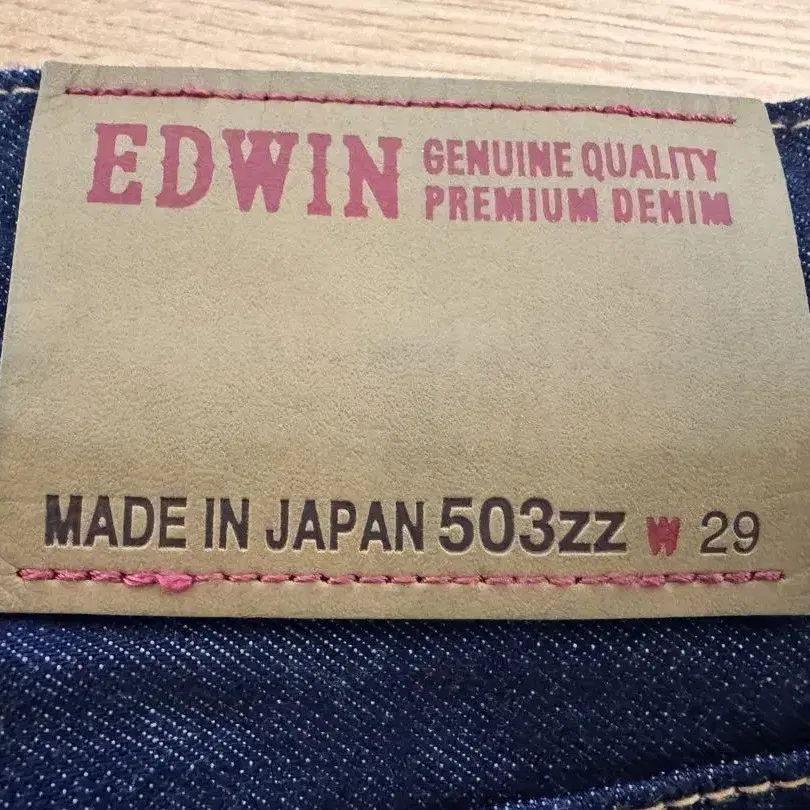 EDWIN GENUINE QUALITY
PREMIUM DENIM
MADE IN JAPAN 503ZZ W 29